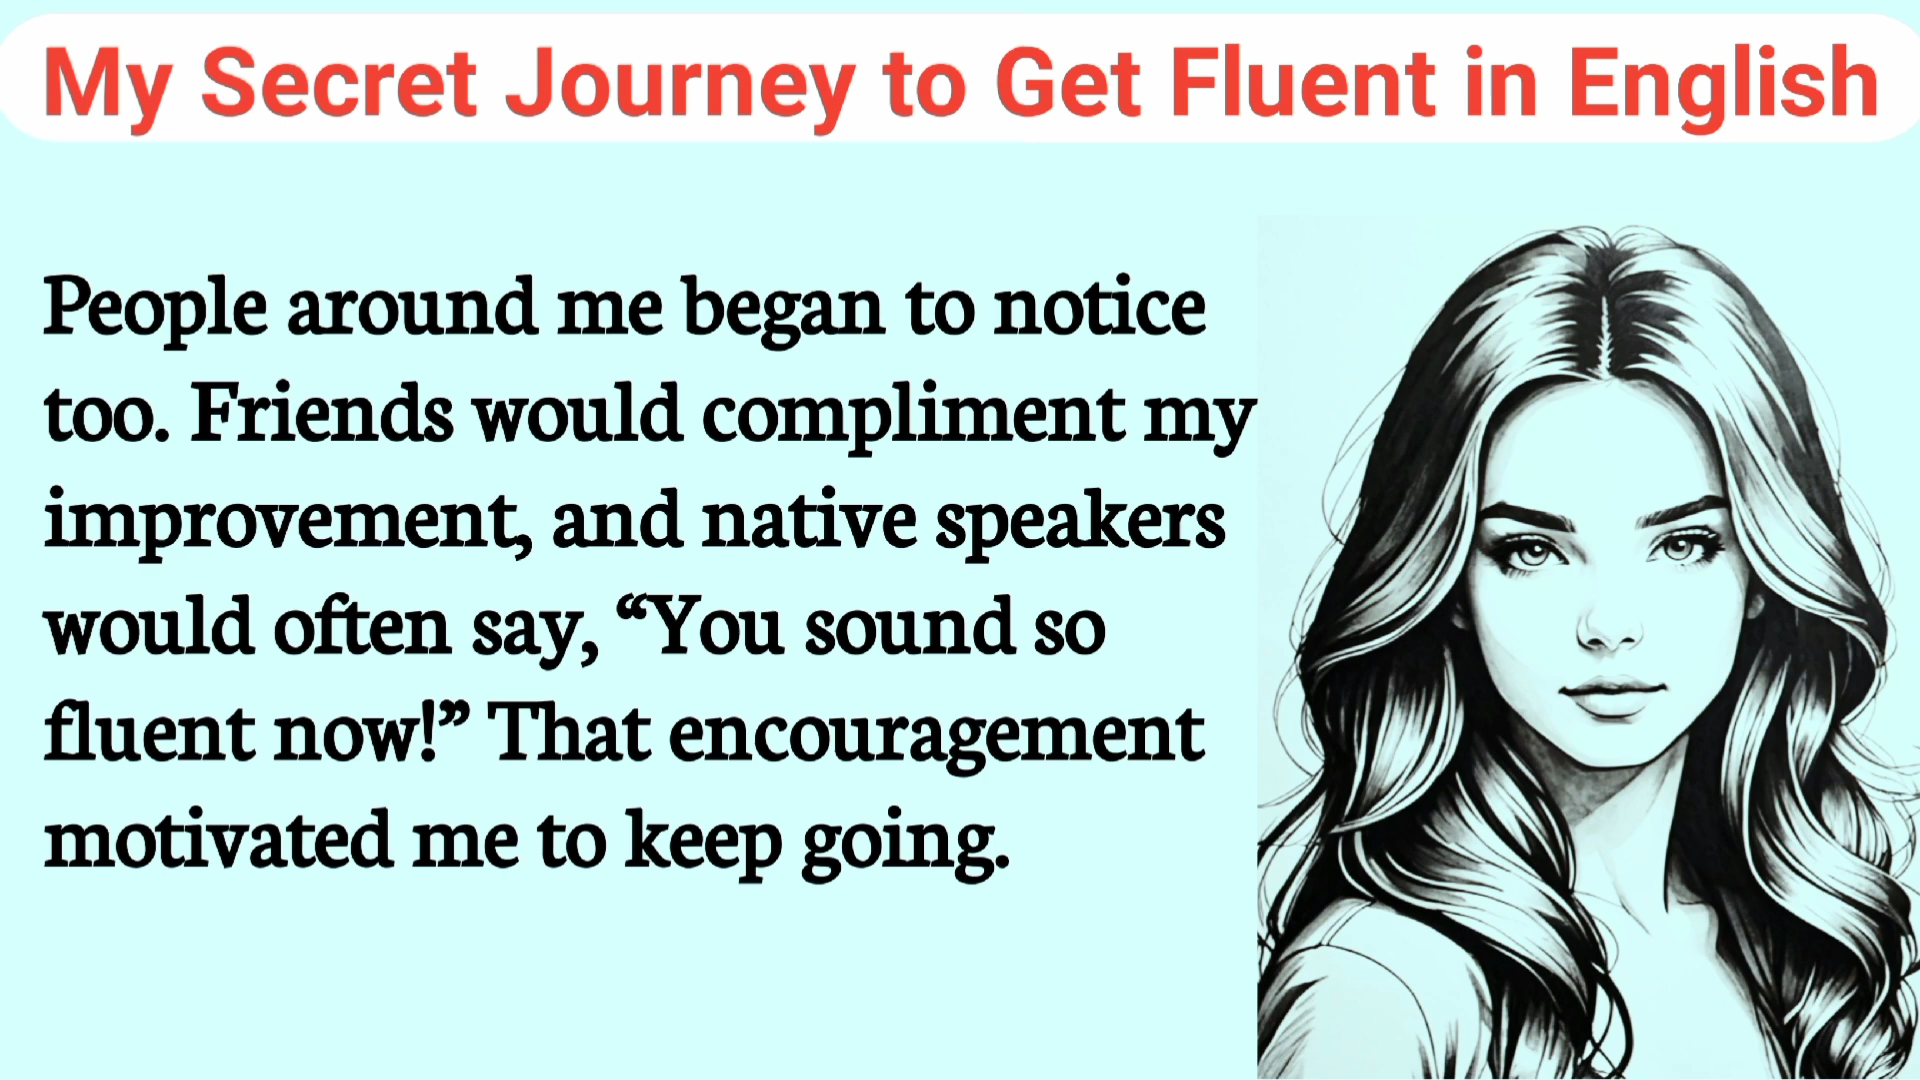 My Secret Journey to Get Fluent in English
People around me began to notice
too. Friends would compliment my
improvement, and native speakers
would often say, “You sound so
fluent now!” That encouragement
motivated me to keep going.